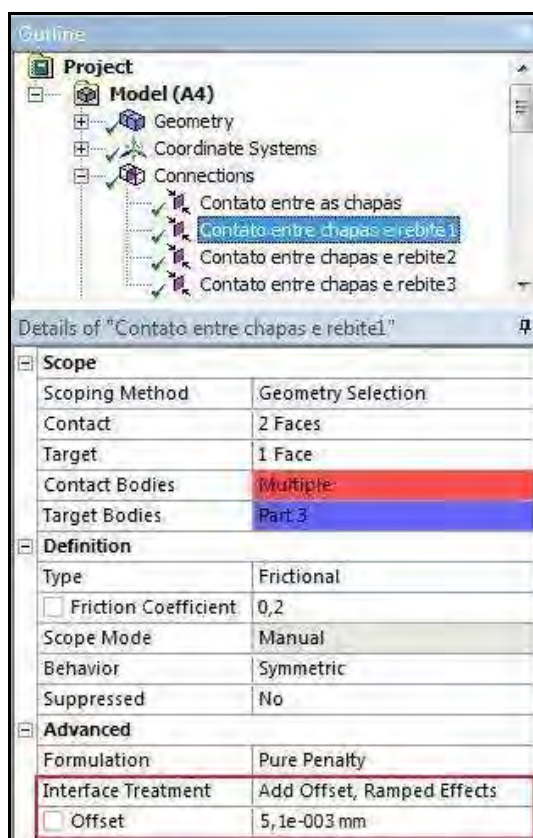 Outline
Project
Model (A4)
Geometry
Coordinate Systems
Connections
Contato entre as chapas
Contato entre chapas e rebite1
Contato entre chapas e rebite2
Contato entre chapas e rebite3
Details of "Contato entre chapas e rebite1"
Scope
Scoping Method Geometry Selection
Contact 2 Faces
Target 1 Face
Contact Bodies Multiple
Target Bodies Part 3
Definition
Type Frictional
Friction Coefficient 0,2
Scope Mode Manual
Behavior Symmetric
Suppressed No
Advanced
Formulation Pure Penalty
Interface Treatment Add Offset, Ramped Effects
Offset 5,1e-003 mm